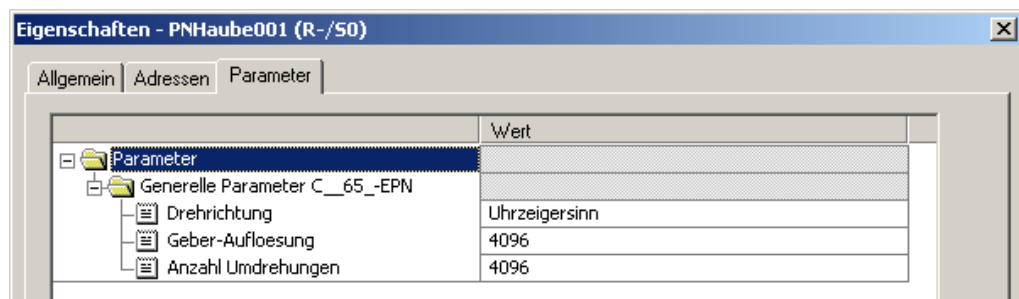 Eigenschaften - PNHaube001 (R-/S0)
Allgemein Adressen Parameter
Wert
Parameter
Generelle Parameter C__65_-EPN
Drehrichtung Uhrzeigersinn
Geber-Aufloesung 4096
Anzahl Umdrehungen 4096